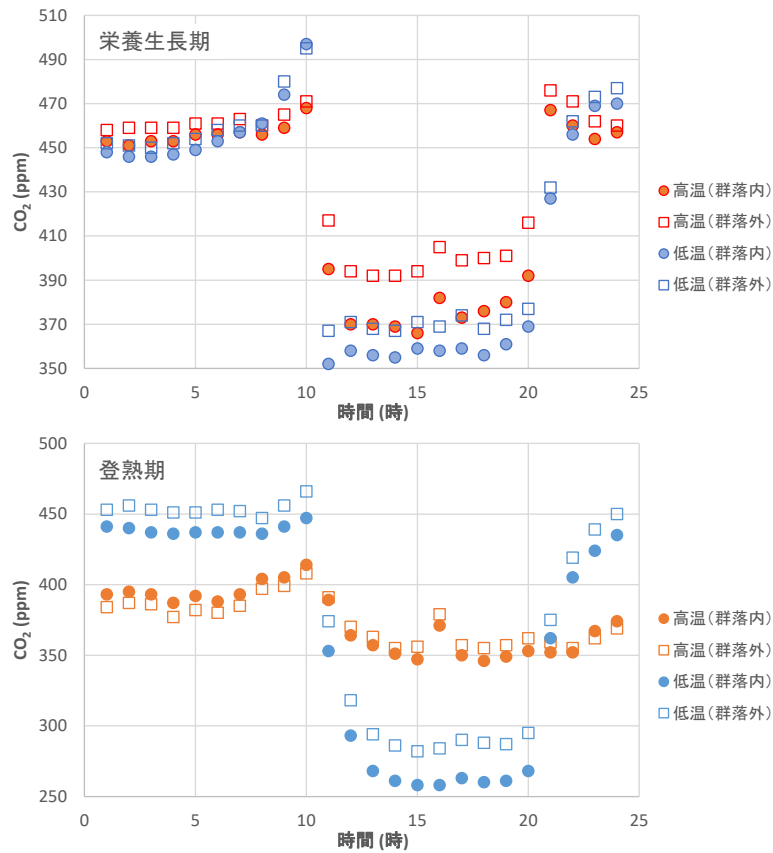 栄養生長期
510
490
470
450
430
410
390
370
350
CO₂ (ppm)
0 5 10 15 20 25
時間 (時)
高温(群落内)
高温(群落外)
低温(群落内)
低温(群落外)
登熟期
500
450
400
350
300
250
CO₂ (ppm)
0 5 10 15 20 25
時間 (時)
高温(群落内)
高温(群落外)
低温(群落内)
低温(群落外)